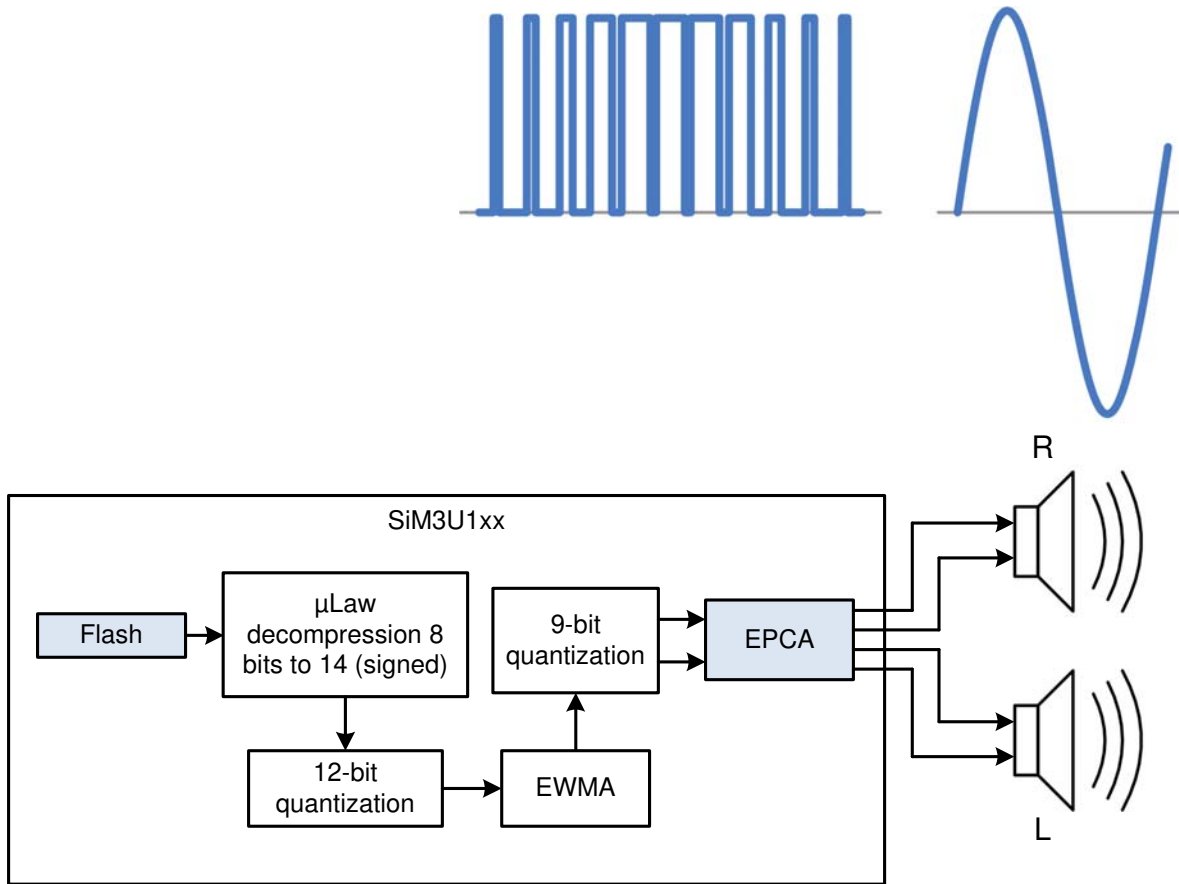 R
SiM3U1xx
Flash
µLaw
decompression 8
bits to 14 (signed)
12-bit
quantization
EWMA
9-bit
quantization
EPCA
L